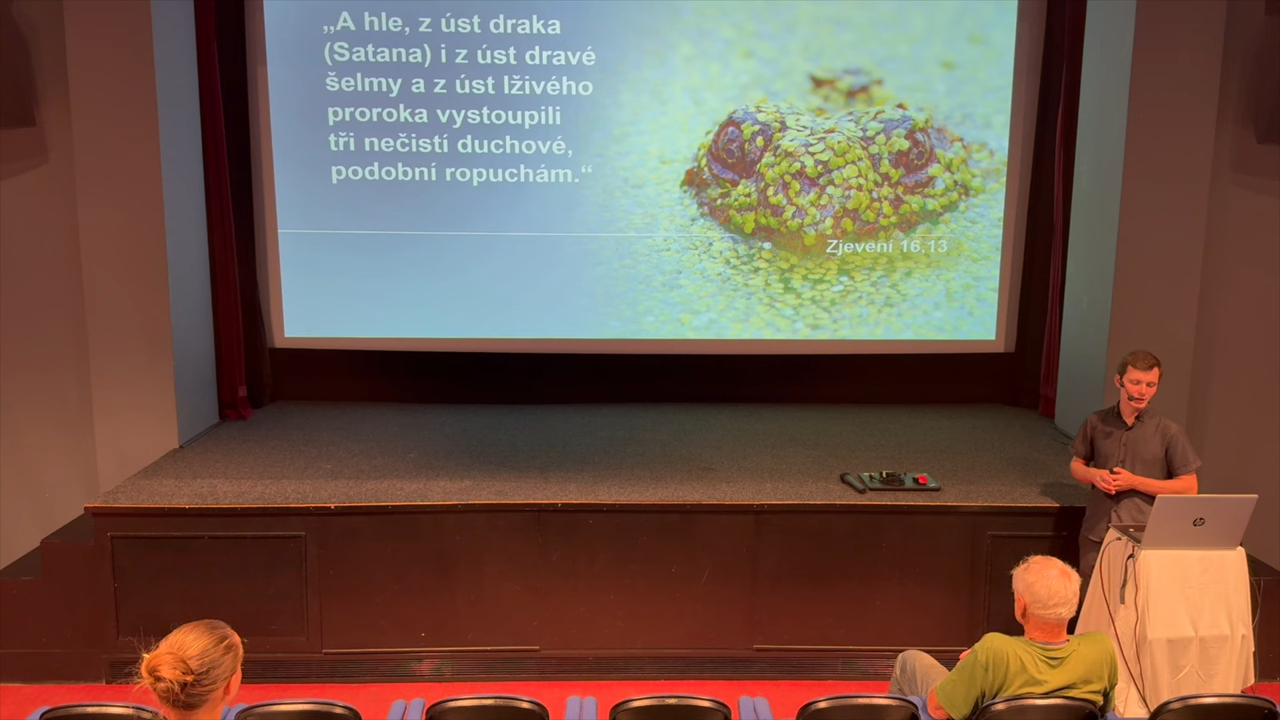 „A hle, z úst draka
(Satana) i z úst dravé
šelmy a z úst lživého
proroka vystoupili
tři nečistí duchové,
podobní ropuchám.“
Zjevení 16,13
hp